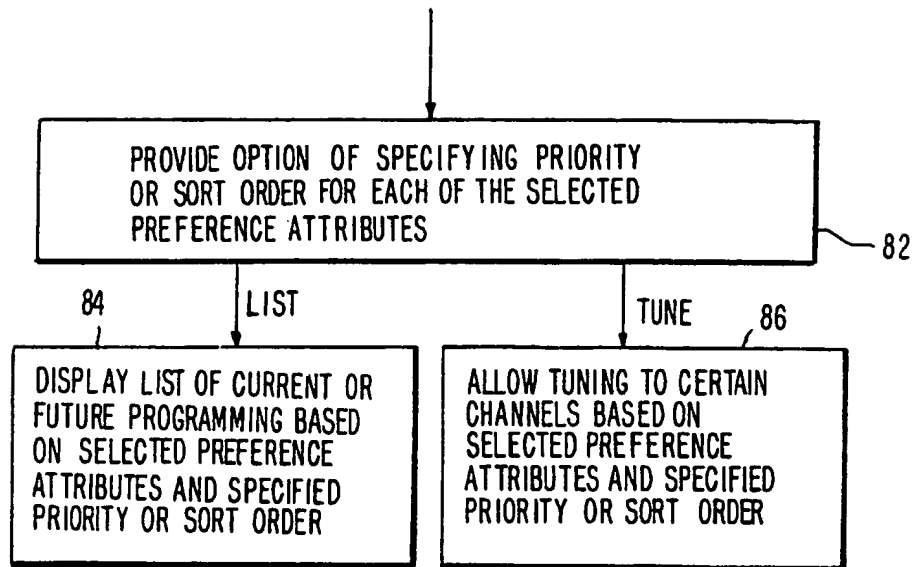 PROVIDE OPTION OF SPECIFYING PRIORITY
OR SORT ORDER FOR EACH OF THE SELECTED
PREFERENCE ATTRIBUTES
82
84
LIST
TUNE
86
DISPLAY LIST OF CURRENT OR
FUTURE PROGRAMMING BASED
ON SELECTED PREFERENCE
ATTRIBUTES AND SPECIFIED
PRIORITY OR SORT ORDER
ALLOW TUNING TO CERTAIN
CHANNELS BASED ON
SELECTED PREFERENCE
ATTRIBUTES AND SPECIFIED
PRIORITY OR SORT ORDER